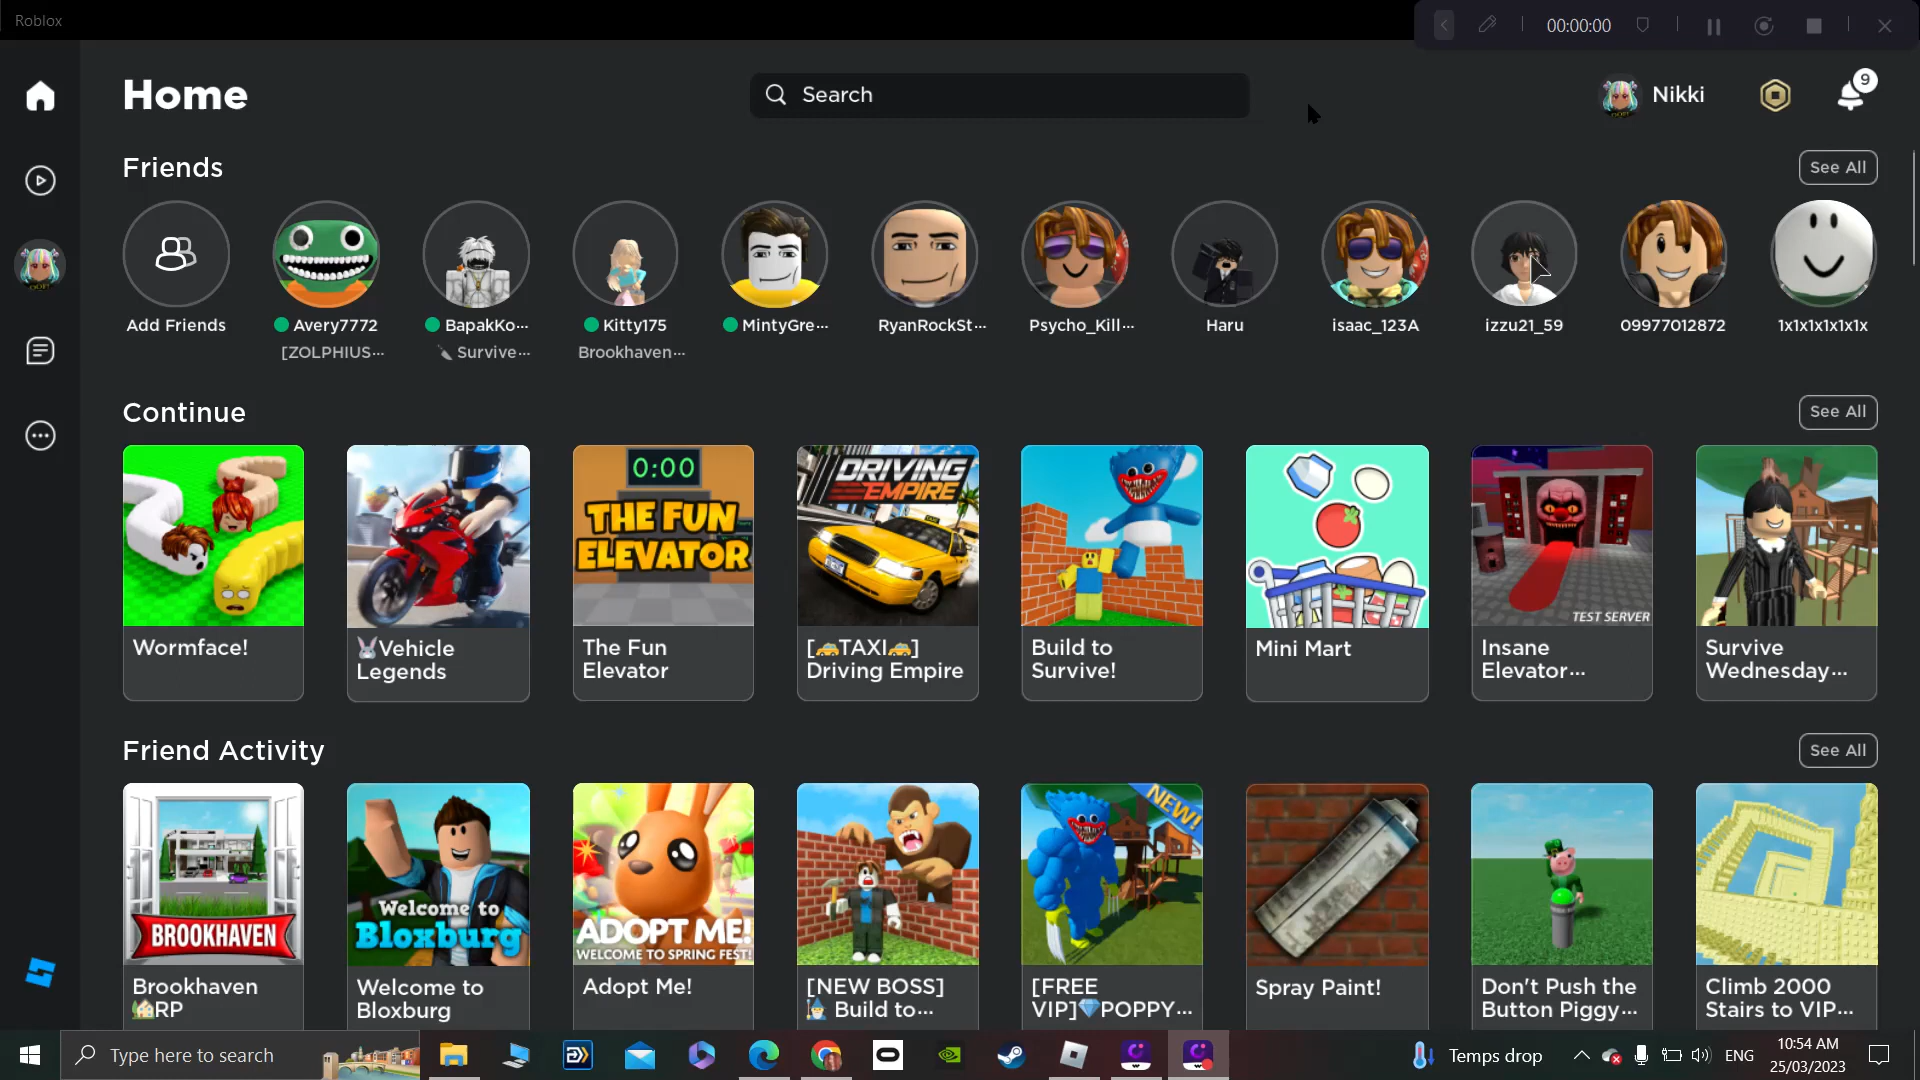 Roblox
00:00:00
Home
Search
Nikki
9
Friends
See All
Add Friends
Avery7772
[ZOLPHIUS...
BapakKo...
Survive...
Kitty175
Brookhaven...
MintyGre...
RyanRockSt...
Psycho_Kill...
Haru
isaac_123A
izzu21_59
09977012872
1x1x1x1x1x1x
Continue
See All
0:00
THE FUN
ELEVATOR
DRIVING
EMPIRE
TAXI
TEST SERVER
Wormface!
🐰Vehicle
Legends
The Fun
Elevator
[🚕TAXI🚕]
Driving Empire
Build to
Survive!
Mini Mart
Insane
Elevator...
Survive
Wednesday...
Friend Activity
See All
BROOKHAVEN
Welcome to
Bloxburg
ADOPT ME!
WELCOME TO SPRING FEST!
NEW!
Brookhaven
🏡RP
Welcome to
Bloxburg
Adopt Me!
[NEW BOSS]
🧙‍♂️ Build to...
[FREE
VIP]💎POPPY...
Spray Paint!
Don't Push the
Button Piggy...
Climb 2000
Stairs to VIP...
Type here to search
Temps drop
ENG
10:54 AM
25/03/2023